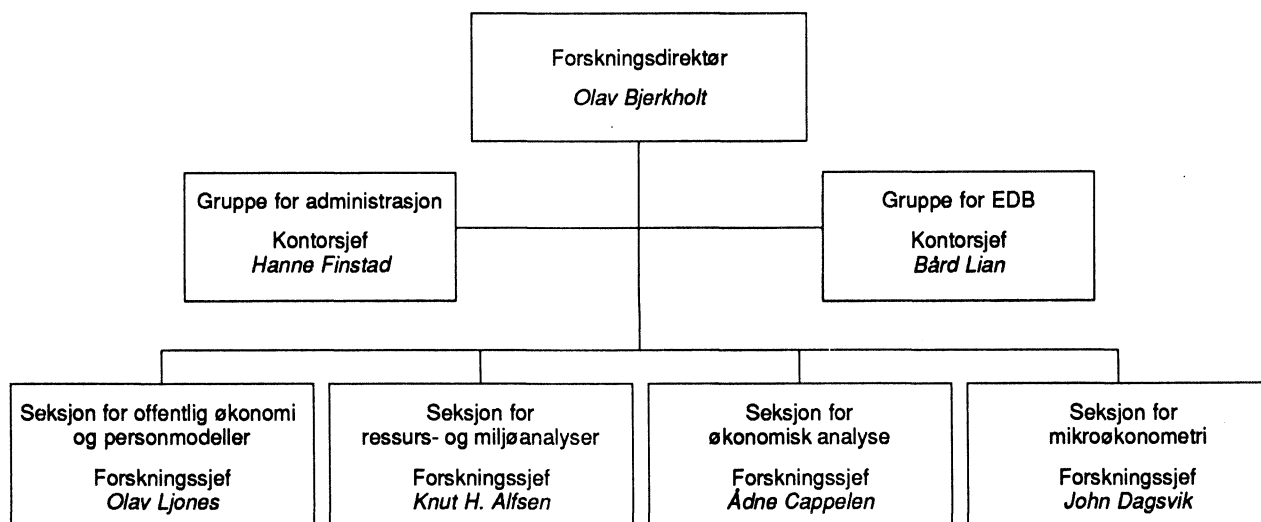 Forskningsdirektør
Olav Bjerkholt
Gruppe for administrasjon
Kontorsjef
Hanne Finstad
Gruppe for EDB
Kontorsjef
Bård Lian
Seksjon for offentlig økonomi
og personmodeller
Forskningssjef
Olav Ljones
Seksjon for
ressurs- og miljøanalyser
Forskningssjef
Knut H. Alfsen
Seksjon for
økonomisk analyse
Forskningssjef
Ådne Cappelen
Seksjon for
mikroøkonometri
Forskningssjef
John Dagsvik